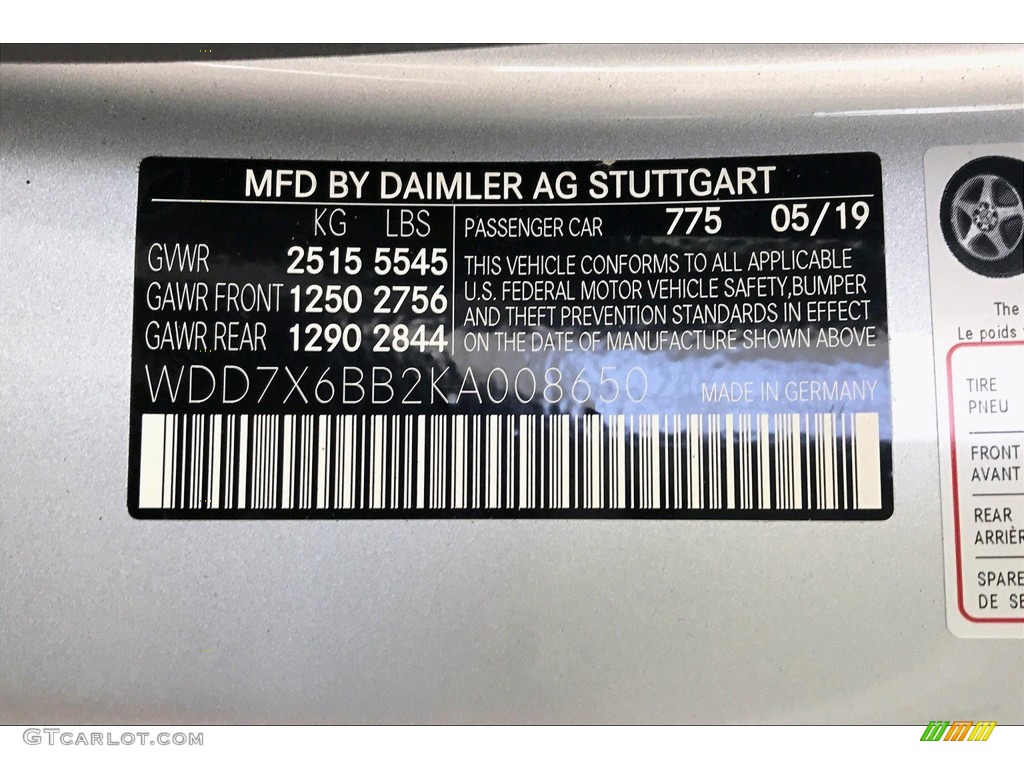 MFD BY DAIMLER AG STUTTGART
KG LBS
GVWR 2515 5545
GAWR FRONT 1250 2756
GAWR REAR 1290 2844
PASSENGER CAR 775 05/19
THIS VEHICLE CONFORMS TO ALL APPLICABLE
U.S. FEDERAL MOTOR VEHICLE SAFETY, BUMPER
AND THEFT PREVENTION STANDARDS IN EFFECT
ON THE DATE OF MANUFACTURE SHOWN ABOVE
WDD7X6BB2KA008650 MADE IN GERMANY
The
Le poids
TIRE
PNEU
FRONT
AVANT
REAR
ARRIÈR
SPARE
DE SE
GTCARLOT.COM